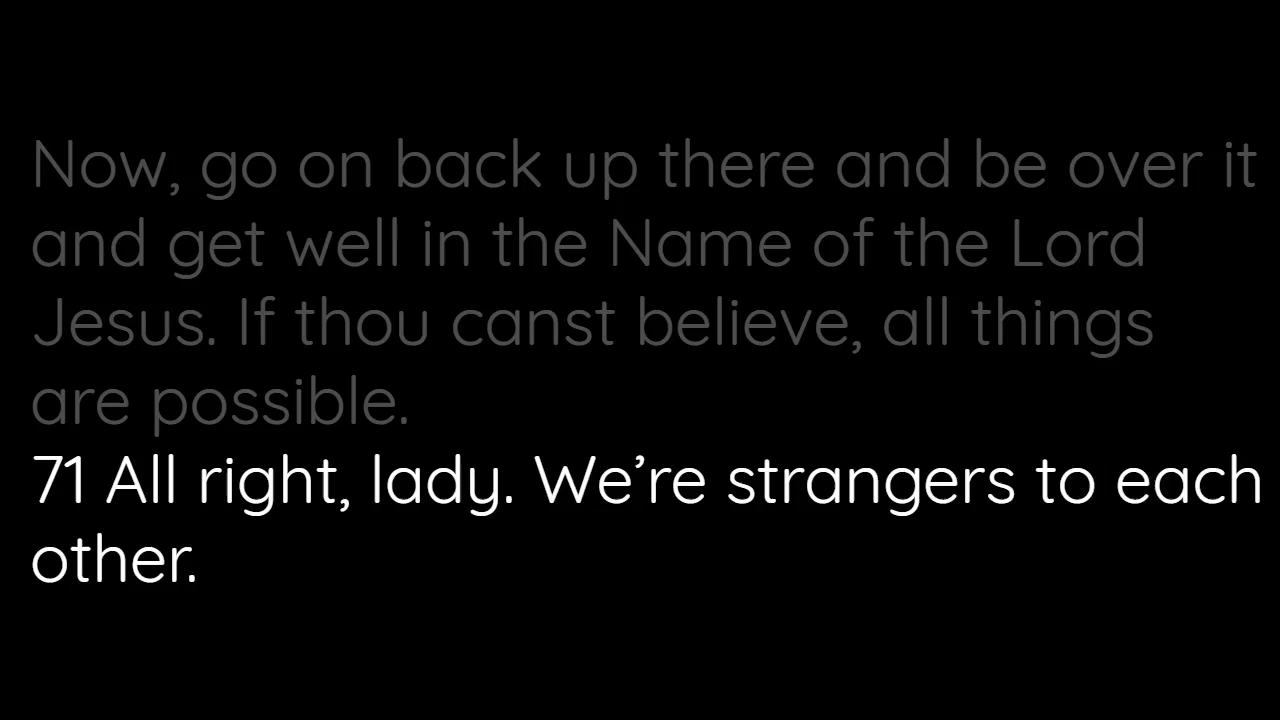 Now, go on back up there and be over it
and get well in the Name of the Lord
Jesus. If thou canst believe, all things
are possible.
71 All right, lady. We’re strangers to each
other.